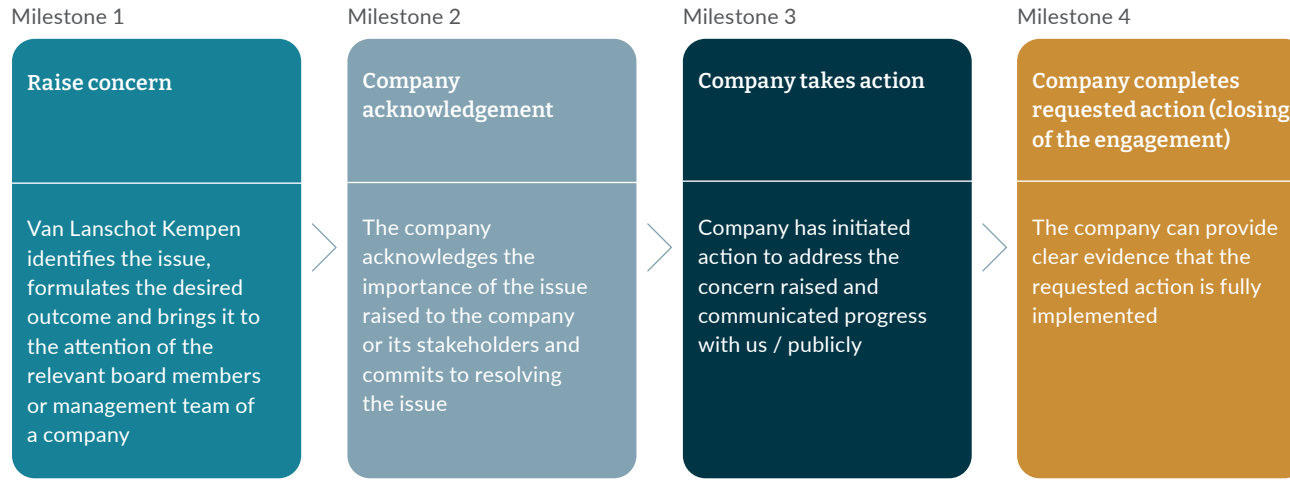 Milestone 1
Raise concern
Van Lanschot Kempen
identifies the issue,
formulates the desired
outcome and brings it to
the attention of the
relevant board members
or management team of
a company
Milestone 2
Company
acknowledgement
The company
acknowledges the
importance of the issue
raised to the company
or its stakeholders and
commits to resolving
the issue
Milestone 3
Company takes action
Company has initiated
action to address the
concern raised and
communicated progress
with us / publicly
Milestone 4
Company completes
requested action (closing
of the engagement)
The company can provide
clear evidence that the
requested action is fully
implemented